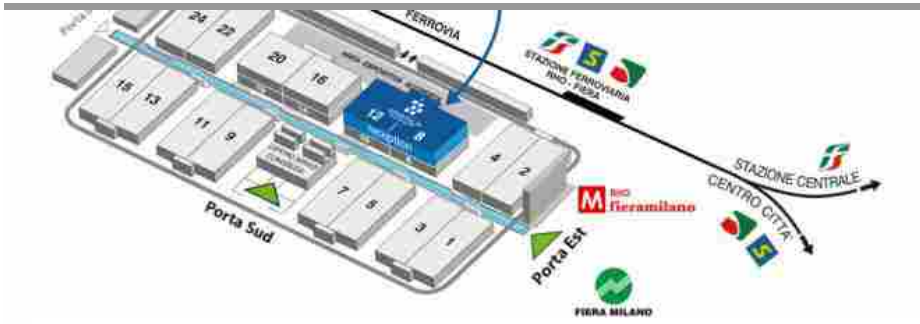 FERROVIA
24
22
20
16
15
13
11
9
12
8
reception
4
2
7
5
3
1
Porta Sud
Porta Est
STAZIONE FERROVIARIA
RHO - FIERA
STAZIONE CENTRALE
CENTRO CITTA'
S
S
M
RHO
fieramilano
FIERA MILANO